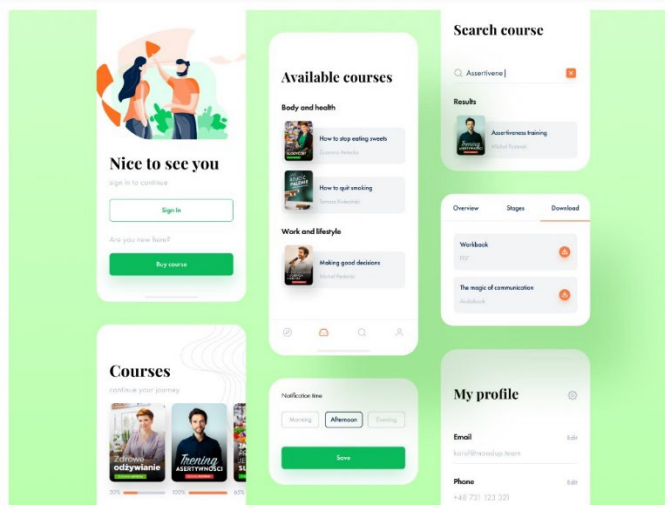 Nice to see you
sign in to continue
Sign In
Are you new here?
Buy course
Courses
continue your journey
Zdrowe
odżywianie
Trening
ASERTYWNOŚCI
30%
100%
60%
Available courses
Body and health
How to stop eating sweets
How to quit smoking
Work and lifestyle
Making good decisions
Notification time
Morning
Afternoon
Evening
Save
Search course
Assertivene
Results
Trening
ASERTYWNOŚCI
Assertiveness training
Overview
Stages
Download
Workbook
PDF
The magic of communication
Audiobook
My profile
Email
Edit
Phone
Edit
+48 731 123 321